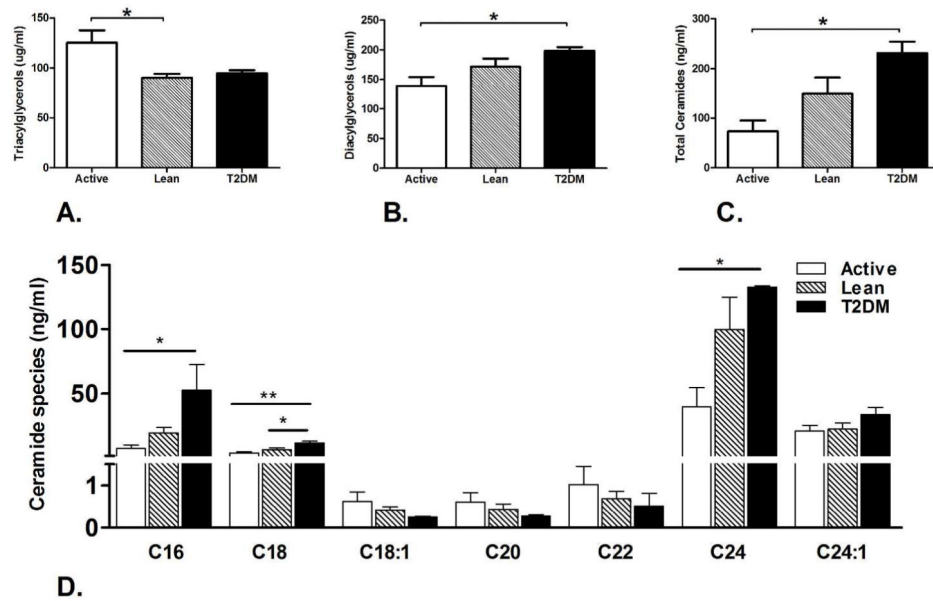 Triacylglycerols (ug/ml)
150
100
50
0
*
Active Lean T2DM
A.
Diacylglycerols (ug/ml)
250
200
150
100
50
0
*
Active Lean T2DM
B.
Total Ceramides (ng/ml)
300
200
100
0
*
Active Lean T2DM
C.
Ceramide species (ng/ml)
150
100
50
1
0
*
**
*
*
Active
Lean
T2DM
C16 C18 C18:1 C20 C22 C24 C24:1
D.